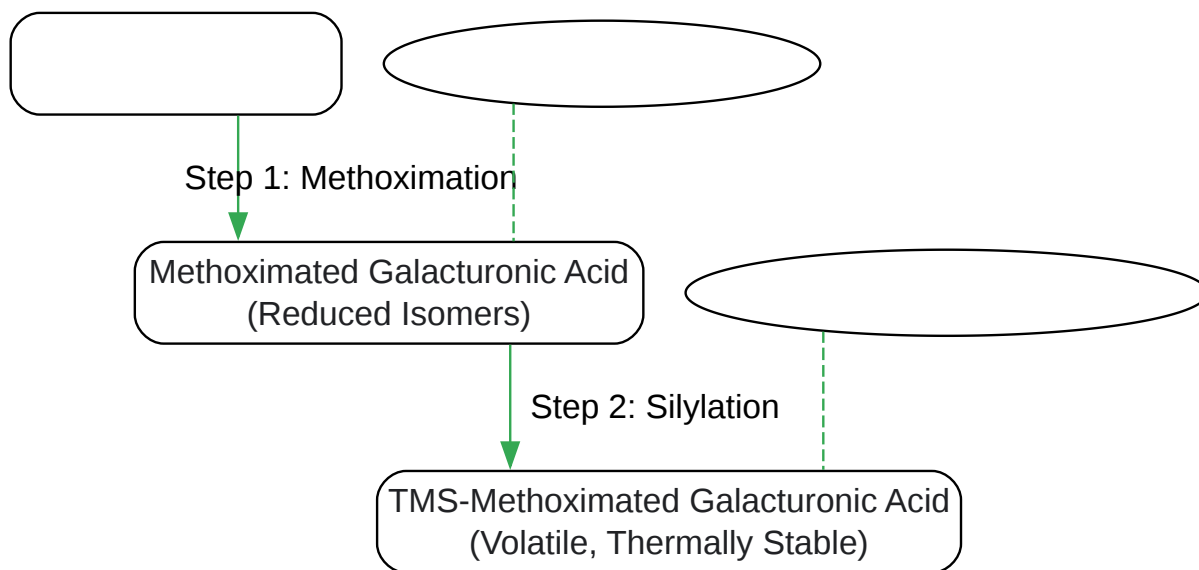 Step 1: Methoximation
Methoximated Galacturonic Acid
(Reduced Isomers)
Step 2: Silylation
TMS-Methoximated Galacturonic Acid
(Volatile, Thermally Stable)